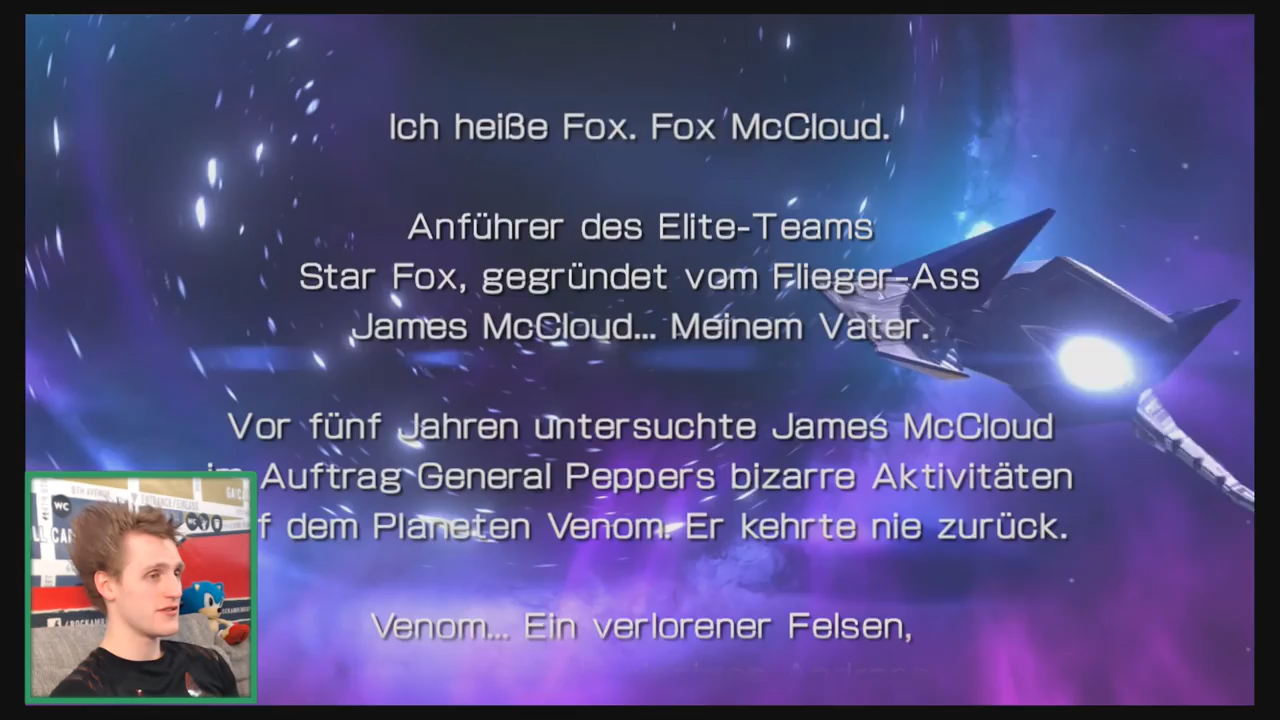 Ich heiße Fox. Fox McCloud.
Anführer des Elite-Teams
Star Fox, gegründet vom Flieger-Ass
James McCloud... Meinem Vater.
Vor fünf Jahren untersuchte James McCloud
Auftrag General Peppers bizarre Aktivitäten
dem Planeten Venom. Er kehrte nie zurück.
Venom... Ein verlorener Felsen,
WC